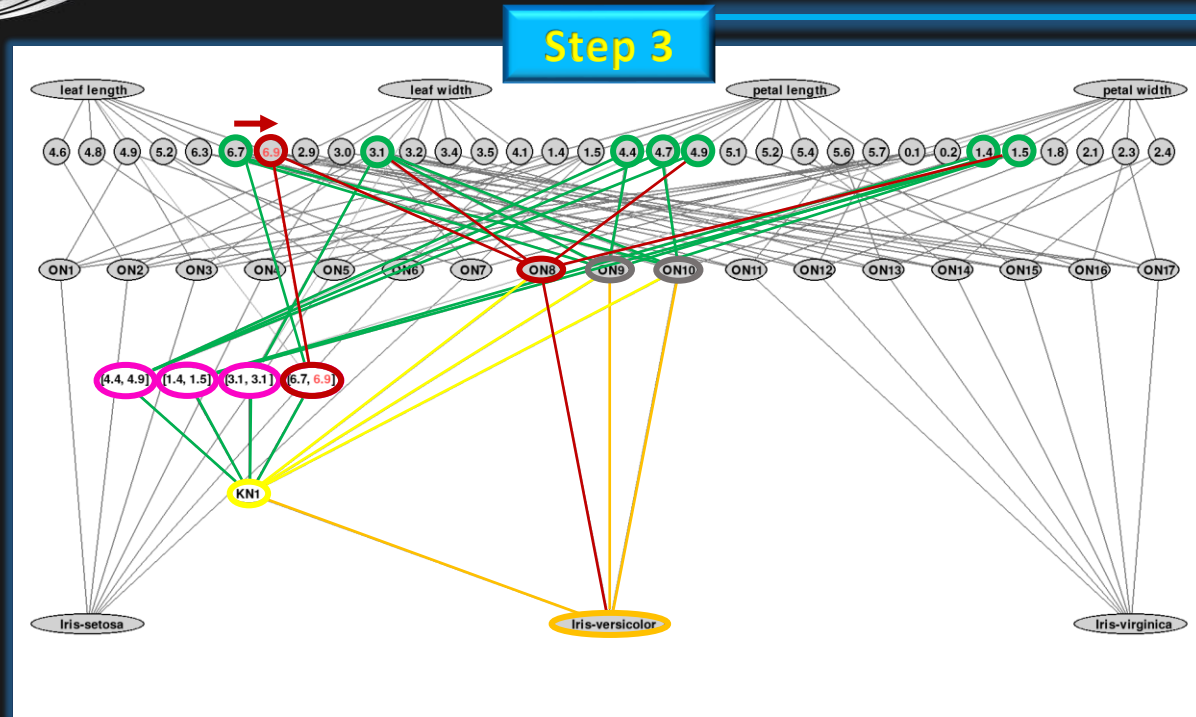 Step 3
leaf length leaf width petal length petal width
4.6 4.8 4.9 5.2 6.3 6.7 6.9 2.9 3.0 3.1 3.2 3.4 3.5 4.1 1.4 1.5 4.4 4.7 4.9 5.1 5.2 5.4 5.6 5.7 0.1 0.2 1.4 1.5 1.8 2.1 2.3 2.4
ON1 ON2 ON3 ON4 ON5 ON6 ON7 ON8 ON9 ON10 ON11 ON12 ON13 ON14 ON15 ON16 ON17
[4.4, 4.9] [1.4, 1.5] [3.1, 3.1] [6.7, 6.9]
KN1
Iris-setosa Iris-versicolor Iris-virginica